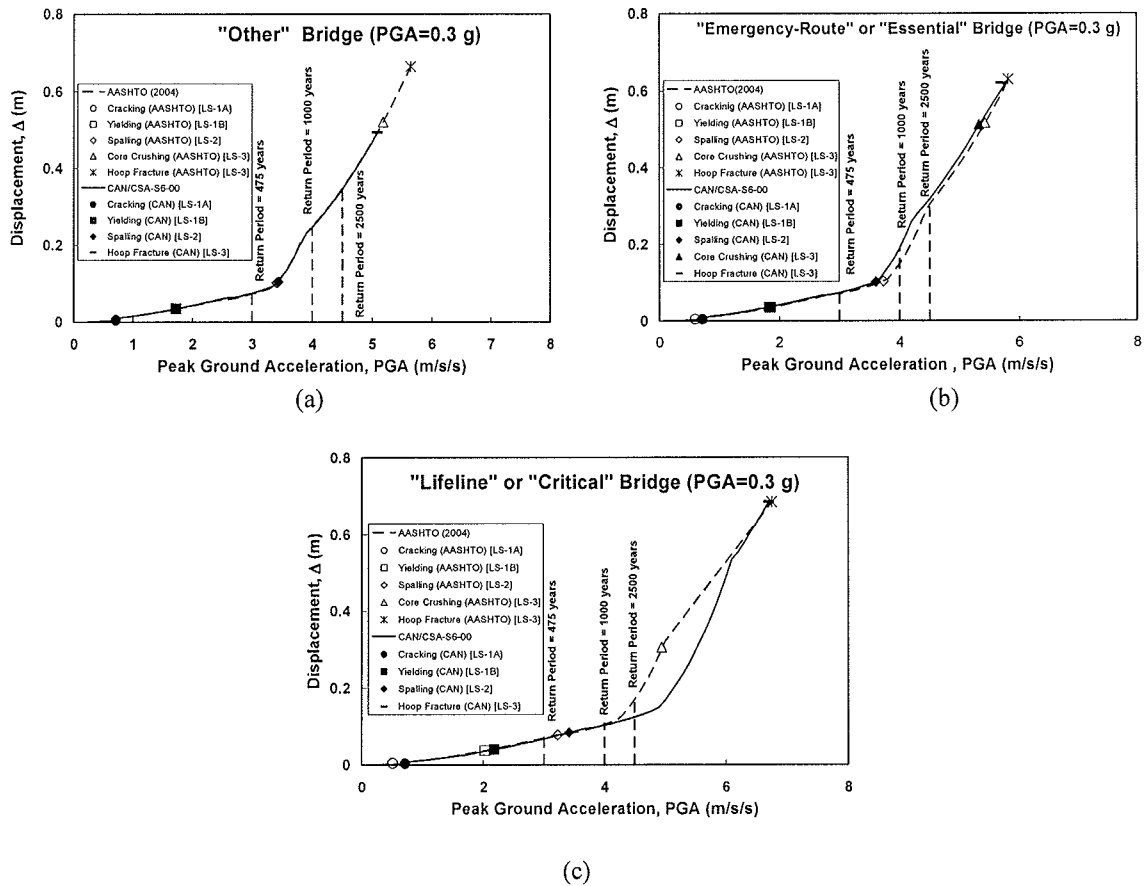 "Other" Bridge (PGA=0.3 g)
Displacement, Δ (m)
0.8
0.6
0.4
0.2
0
AASHTO (2004)
Cracking (AASHTO) [LS-1A]
Yielding (AASHTO) [LS-1B]
Spalling (AASHTO) [LS-2]
Core Crushing (AASHTO) [LS-3]
Hoop Fracture (AASHTO) [LS-3]
CAN/CSA-S6-00
Cracking (CAN) [LS-1A]
Yielding (CAN) [LS-1B]
Spalling (CAN) [LS-2]
Hoop Fracture (CAN) [LS-3]
Return Period = 475 years
Return Period = 1000 years
Return Period = 2500 years
0 1 2 3 4 5 6 7 8
Peak Ground Acceleration, PGA (m/s/s)
(a)
"Emergency-Route" or "Essential" Bridge (PGA=0.3 g)
Displacement, Δ (m)
0.8
0.6
0.4
0.2
0
AASHTO(2004)
Crackinig (AASHTO) [LS-1A]
Yielding (AASHTO) [LS-1B]
Spalling (AASHTO) [LS-2]
Core Crushing (AASHTO) [LS-3]
Hoop Fracture (AASHTO) [LS-3]
CAN/CSA-S6-00
Cracking (CAN) [LS-1A]
Yielding (CAN) [LS-1B]
Spalling (CAN) [LS-2]
Core Crushing (CAN) [LS-3]
Hoop Fracture (CAN) [LS-3]
Return Period = 475 years
Return Period = 1000 years
Return Period = 2500 years
0 2 4 6 8
Peak Ground Acceleration , PGA (m/s/s)
(b)
"Lifeline" or "Critical" Bridge (PGA=0.3 g)
Displacement, Δ (m)
0.8
0.6
0.4
0.2
0
AASHTO (2004)
Cracking (AASHTO) [LS-1A]
Yielding (AASHTO) [LS-1B]
Spalling (AASHTO) [LS-2]
Core Crushing (AASHTO) [LS-3]
Hoop Fracture (AASHTO) [LS-3]
CAN/CSA-S6-00
Cracking (CAN) [LS-1A]
Yielding (CAN) [LS-1B]
Spalling (CAN) [LS-2]
Hoop Fracture (CAN) [LS-3]
Return Period = 475 years
Return Period = 1000 years
Return Period = 2500 years
0 2 4 6 8
Peak Ground Acceleration, PGA (m/s/s)
(c)